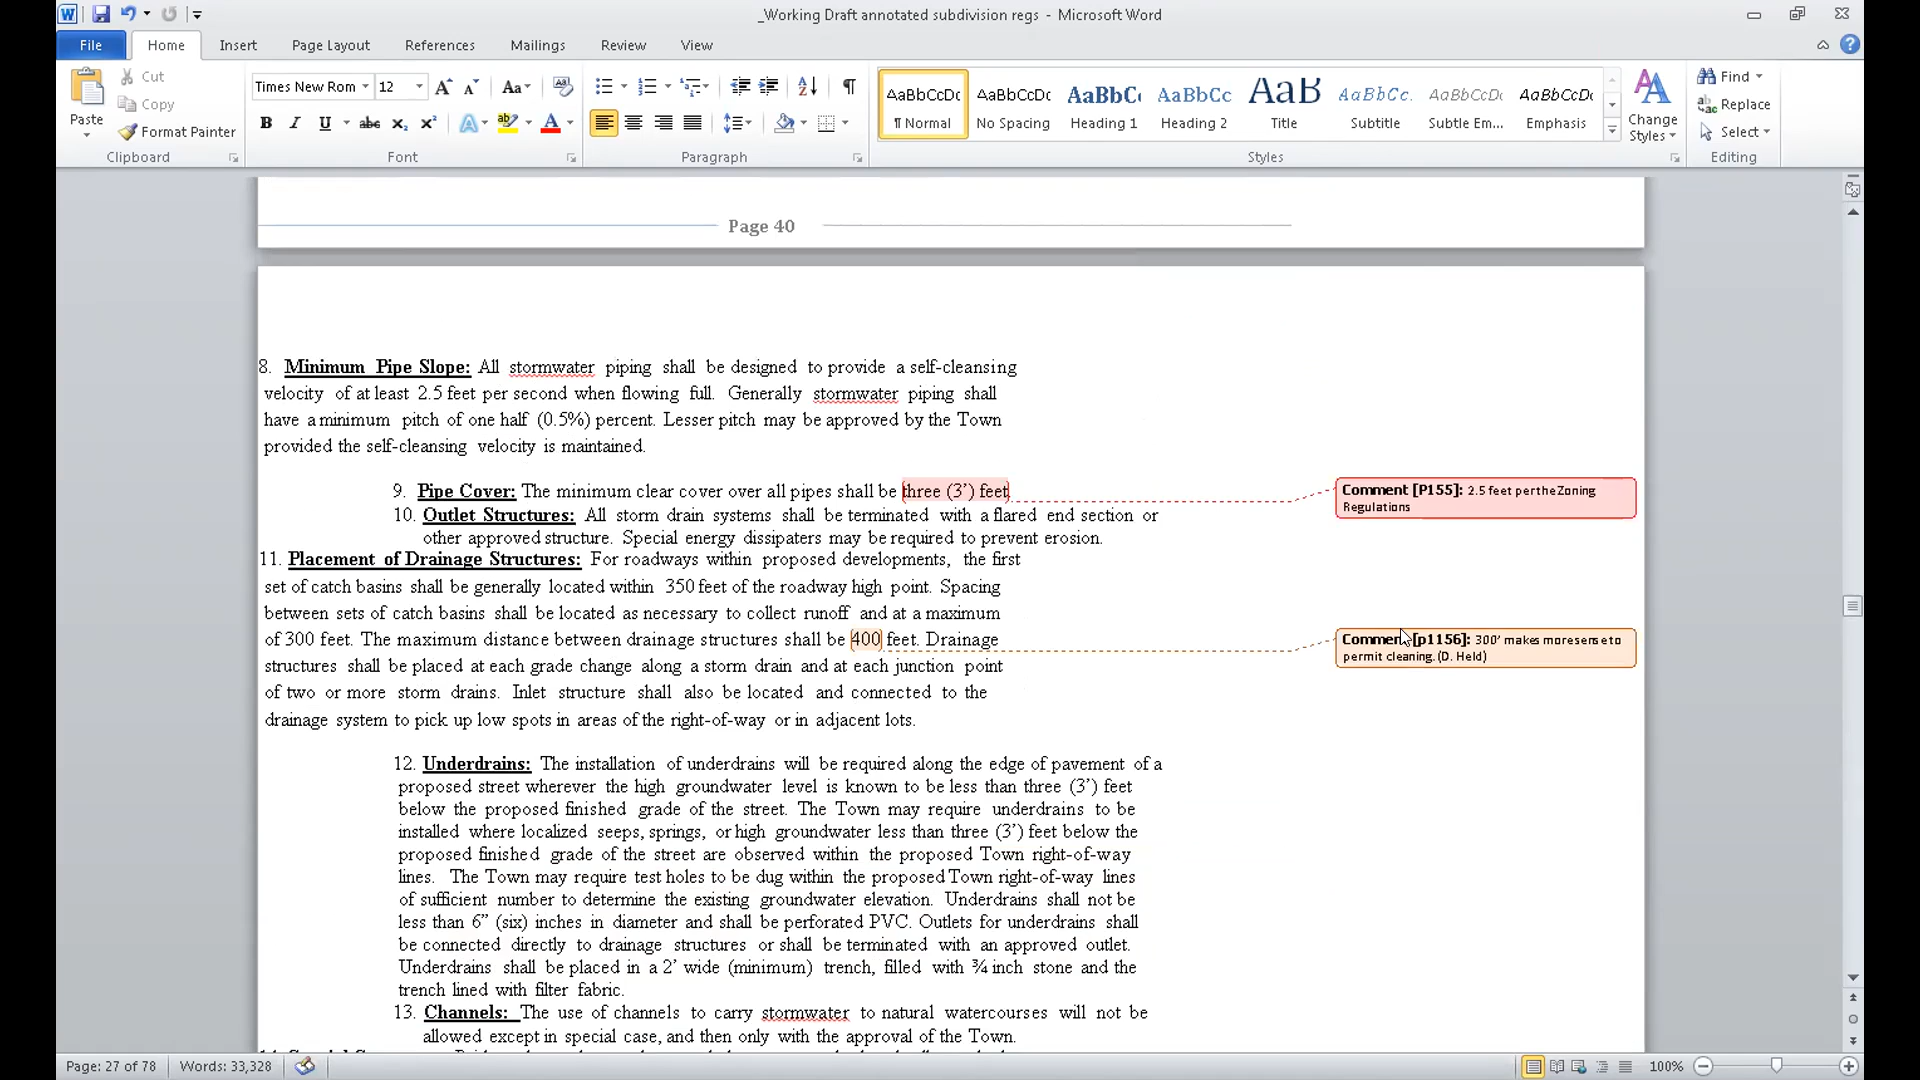 _Working Draft annotated subdivision regs - Microsoft Word
File Home Insert Page Layout References Mailings Review View
Paste
Cut
Copy
Format Painter
Clipboard
Times New Rom 12
Font
Paragraph
AaBbCcDc AaBbCcDc AaBbC AaBbCc AaB AaBbCc. AaBbCcDc AaBbCcDc
¶ Normal No Spacing Heading 1 Heading 2 Title Subtitle Subtle Em... Emphasis
Change Styles
Styles
Find
Replace
Select
Editing
Page 40
8. Minimum Pipe Slope: All stormwater piping shall be designed to provide a self-cleansing
velocity of at least 2.5 feet per second when flowing full. Generally stormwater piping shall
have a minimum pitch of one half (0.5%) percent. Lesser pitch may be approved by the Town
provided the self-cleansing velocity is maintained.
9. Pipe Cover: The minimum clear cover over all pipes shall be three (3’) feet
Comment [P155]: 2.5 feet per the Zoning
Regulations
10. Outlet Structures: All storm drain systems shall be terminated with a flared end section or
other approved structure. Special energy dissipaters may be required to prevent erosion.
11. Placement of Drainage Structures: For roadways within proposed developments, the first
set of catch basins shall be generally located within 350 feet of the roadway high point. Spacing
between sets of catch basins shall be located as necessary to collect runoff and at a maximum
of 300 feet. The maximum distance between drainage structures shall be 400 feet. Drainage
Comment [p1156]: 300’ makes more sense to
permit cleaning. (D. Held)
structures shall be placed at each grade change along a storm drain and at each junction point
of two or more storm drains. Inlet structure shall also be located and connected to the
drainage system to pick up low spots in areas of the right-of-way or in adjacent lots.
12. Underdrains: The installation of underdrains will be required along the edge of pavement of a
proposed street wherever the high groundwater level is known to be less than three (3’) feet
below the proposed finished grade of the street. The Town may require underdrains to be
installed where localized seeps, springs, or high groundwater less than three (3’) feet below the
proposed finished grade of the street are observed within the proposed Town right-of-way
lines. The Town may require test holes to be dug within the proposed Town right-of-way lines
of sufficient number to determine the existing groundwater elevation. Underdrains shall not be
less than 6” (six) inches in diameter and shall be perforated PVC. Outlets for underdrains shall
be connected directly to drainage structures or shall be terminated with an approved outlet.
Underdrains shall be placed in a 2’ wide (minimum) trench, filled with ¾ inch stone and the
trench lined with filter fabric.
13. Channels: The use of channels to carry stormwater to natural watercourses will not be
allowed except in special case, and then only with the approval of the Town.
Page: 27 of 78 Words: 33,328 100%